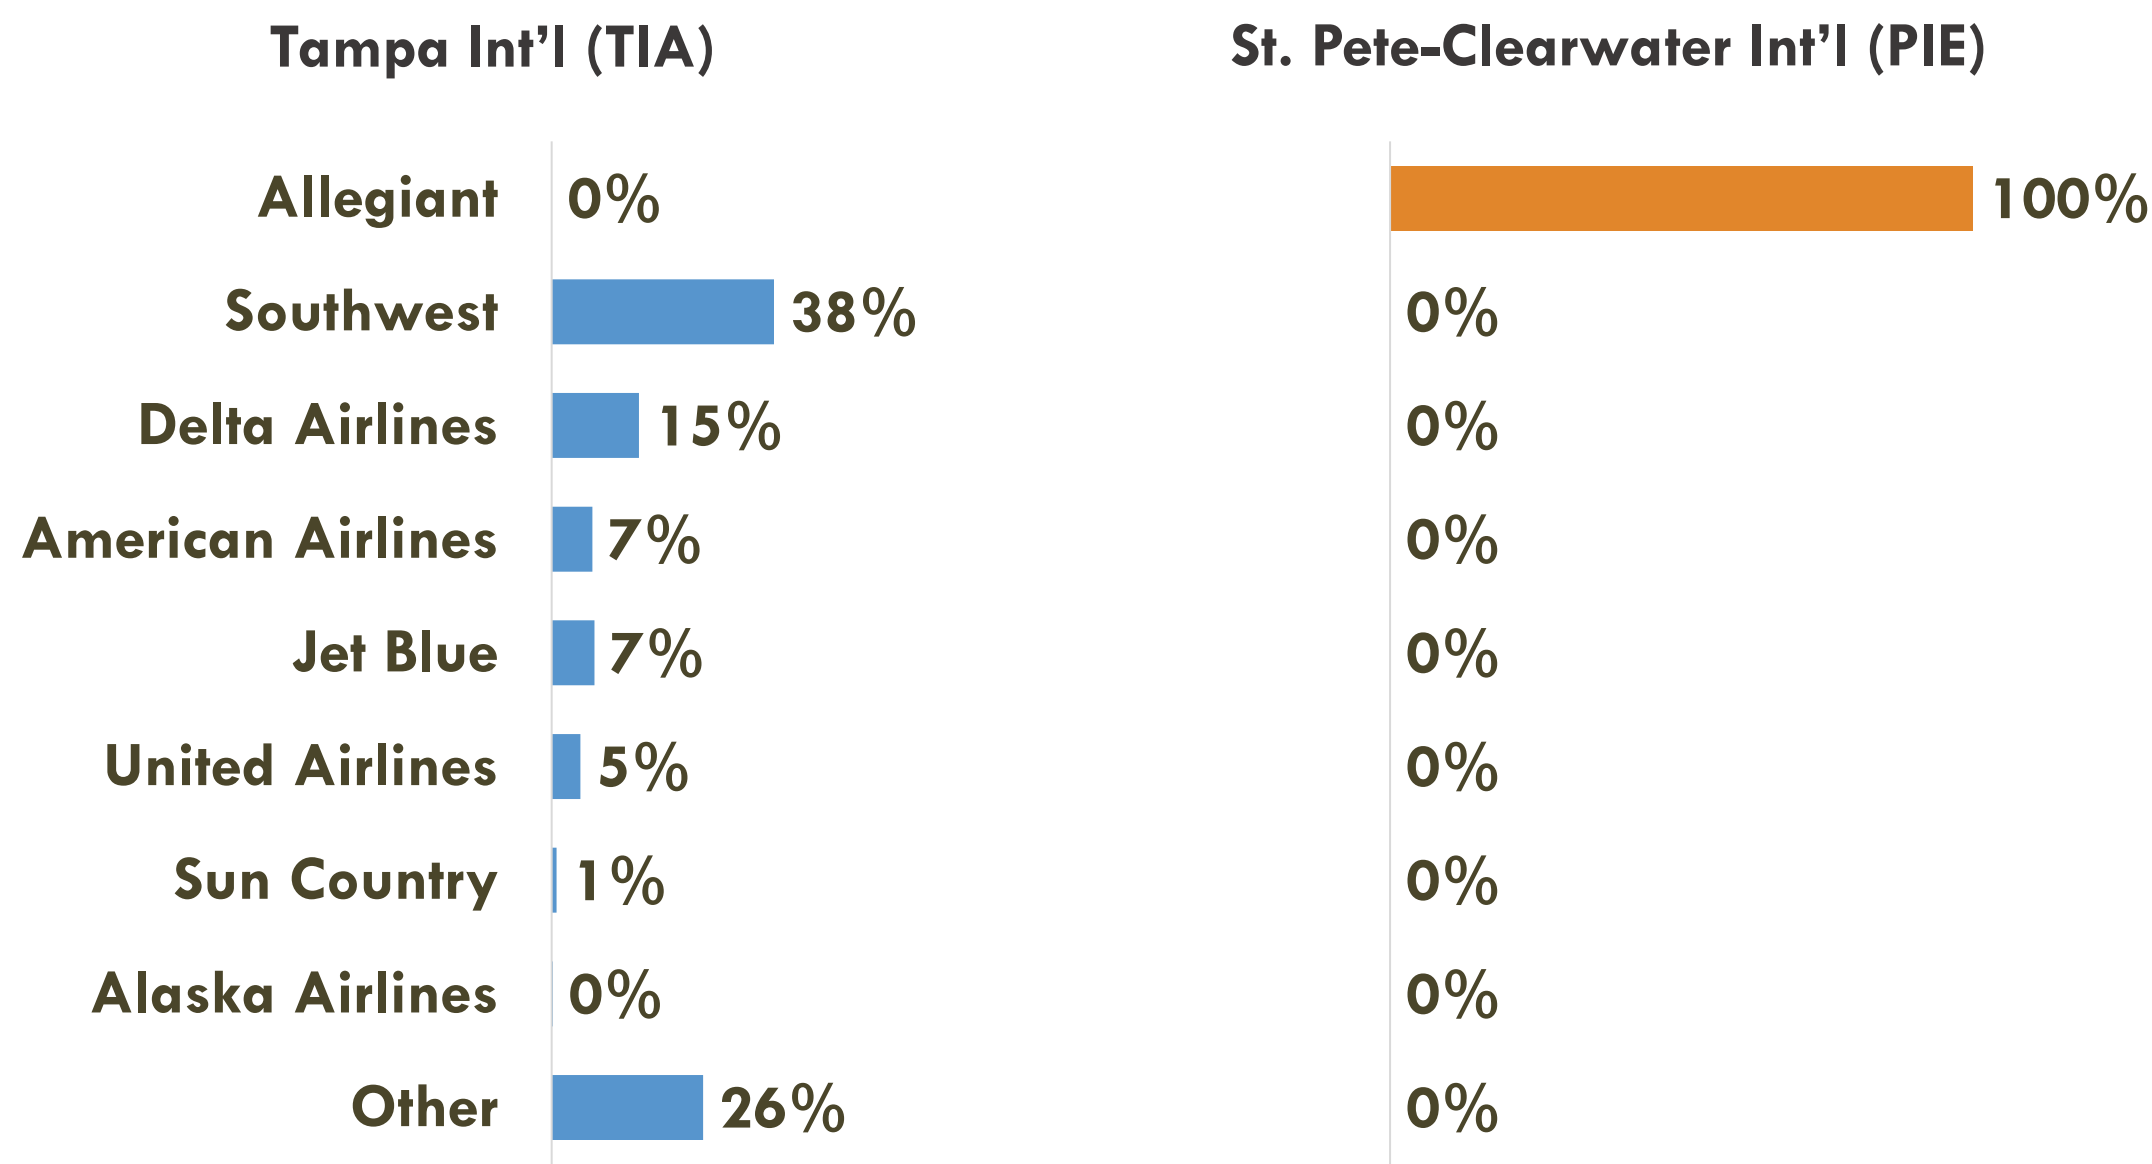 Tampa Int’l (TIA) St. Pete-Clearwater Int’l (PIE)
Allegiant 0% 100%
Southwest 38% 0%
Delta Airlines 15% 0%
American Airlines 7% 0%
Jet Blue 7% 0%
United Airlines 5% 0%
Sun Country 1% 0%
Alaska Airlines 0% 0%
Other 26% 0%